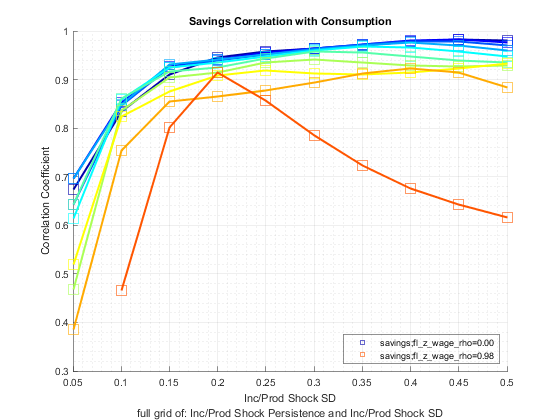 Savings Correlation with Consumption
1
0.9
0.8
0.7
0.6
0.5
0.4
0.3
Correlation Coefficient
0.05 0.1 0.15 0.2 0.25 0.3 0.35 0.4 0.45 0.5
savings;fl_z_wage_rho=0.00
savings;fl_z_wage_rho=0.98
Inc/Prod Shock SD
full grid of: Inc/Prod Shock Persistence and Inc/Prod Shock SD